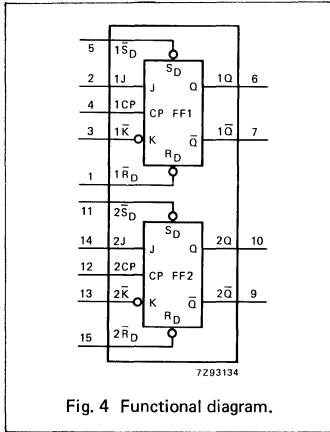 5 1S̄D
SD
2 1J J Q 1Q 6
4 1CP CP FF1
3 1K̄ K Q̄ 1Q̄ 7
RD
1 1R̄D
11 2S̄D
SD
14 2J J Q 2Q 10
12 2CP CP FF2
13 2K̄ K Q̄ 2Q̄ 9
RD
15 2R̄D
7Z93134
Fig. 4 Functional diagram.